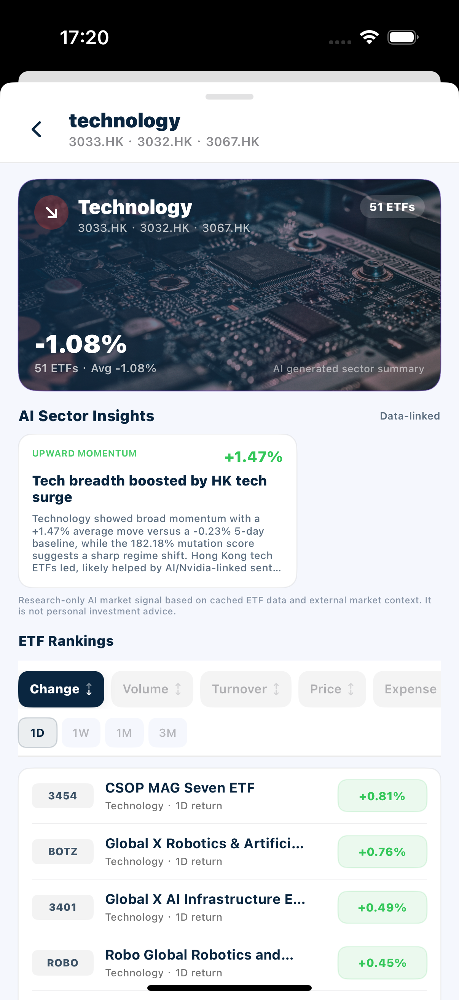 17:20
technology
3033.HK · 3032.HK · 3067.HK
Technology
51 ETFs
3033.HK · 3032.HK · 3067.HK
-1.08%
51 ETFs · Avg -1.08%
AI generated sector summary
AI Sector Insights
Data-linked
UPWARD MOMENTUM
+1.47%
Tech breadth boosted by HK tech
surge
Technology showed broad momentum with a
+1.47% average move versus a -0.23% 5-day
baseline, while the 182.18% mutation score
suggests a sharp regime shift. Hong Kong tech
ETFs led, likely helped by AI/Nvidia-linked sent...
Research-only AI market signal based on cached ETF data and external market context. It
is not personal investment advice.
ETF Rankings
Change Volume Turnover Price Expense
1D 1W 1M 3M
3454
CSOP MAG Seven ETF
Technology · 1D return
+0.81%
BOTZ
Global X Robotics & Artifici...
Technology · 1D return
+0.76%
3401
Global X AI Infrastructure E...
Technology · 1D return
+0.49%
ROBO
Robo Global Robotics and...
Technology · 1D return
+0.45%